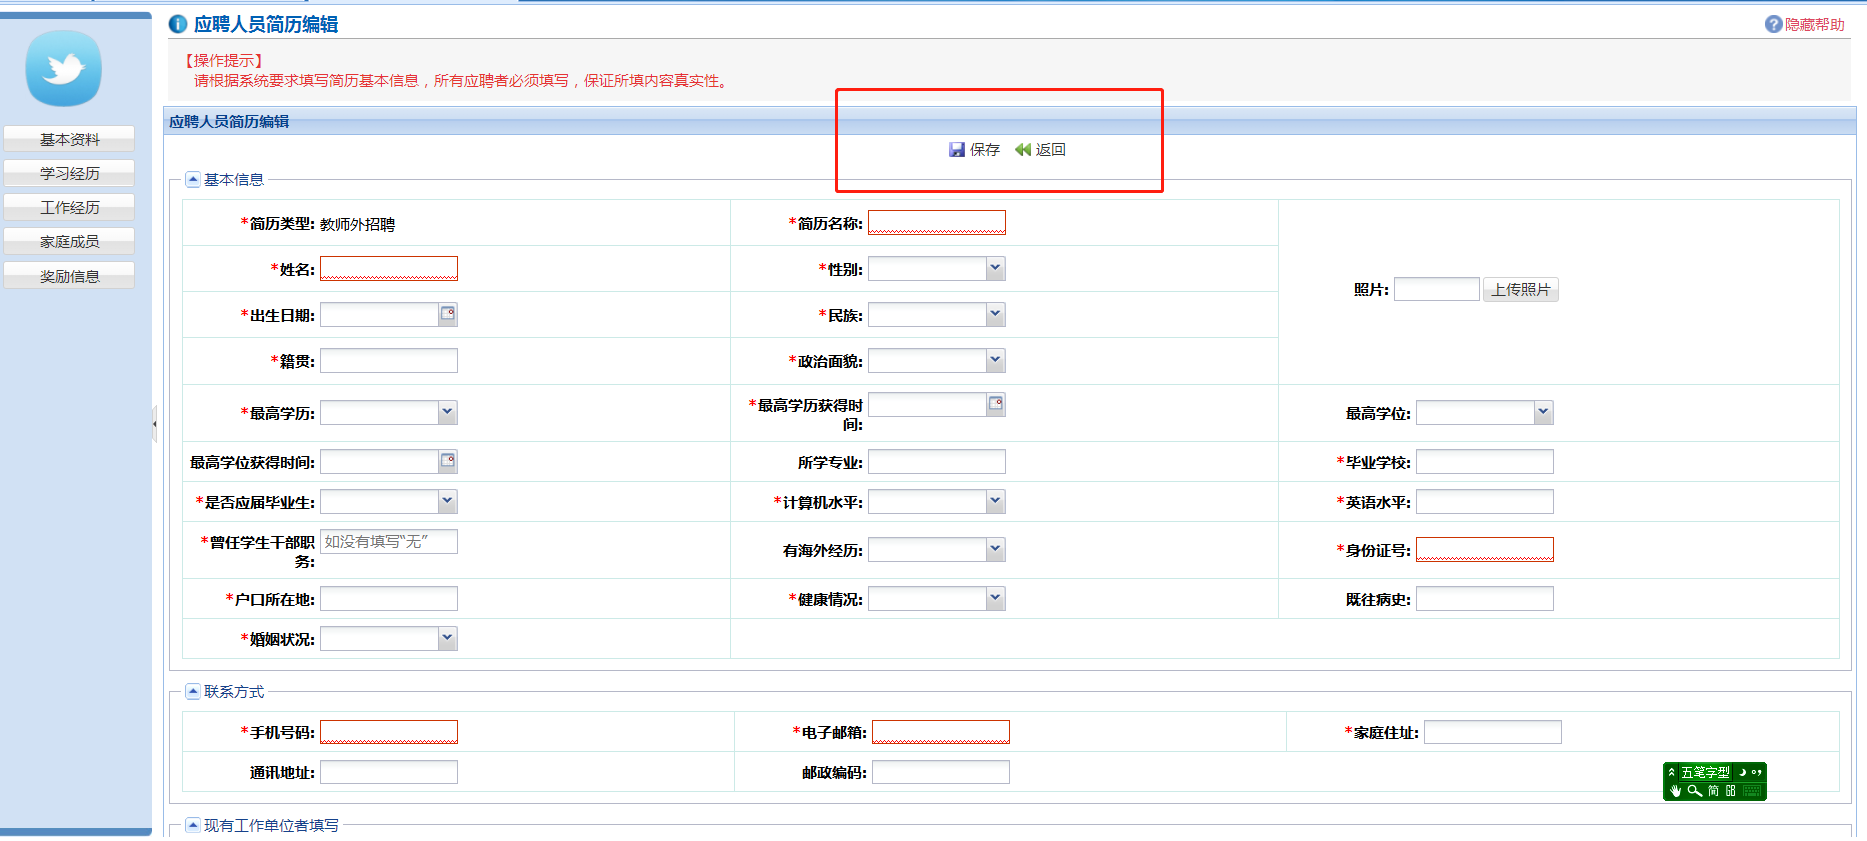 应聘人员简历编辑
隐藏帮助
【操作提示】
请根据系统要求填写简历基本信息，所有应聘者必须填写，保证所填内容真实性。
基本资料
学习经历
工作经历
家庭成员
奖励信息
应聘人员简历编辑
保存 返回
基本信息
*简历类型: 教师外招聘 *简历名称:
*姓名: *性别:
照片: 上传照片
*出生日期: *民族:
*籍贯: *政治面貌:
*最高学历: *最高学历获得时间: 最高学位:
最高学位获得时间: 所学专业: *毕业学校:
*是否应届毕业生: *计算机水平: *英语水平:
*曾任学生干部职务: 如没有填写“无” 有海外经历: *身份证号:
*户口所在地: *健康情况: 既往病史:
*婚姻状况:
联系方式
*手机号码: *电子邮箱: *家庭住址:
通讯地址: 邮政编码:
五笔字型
简
现有工作单位者填写